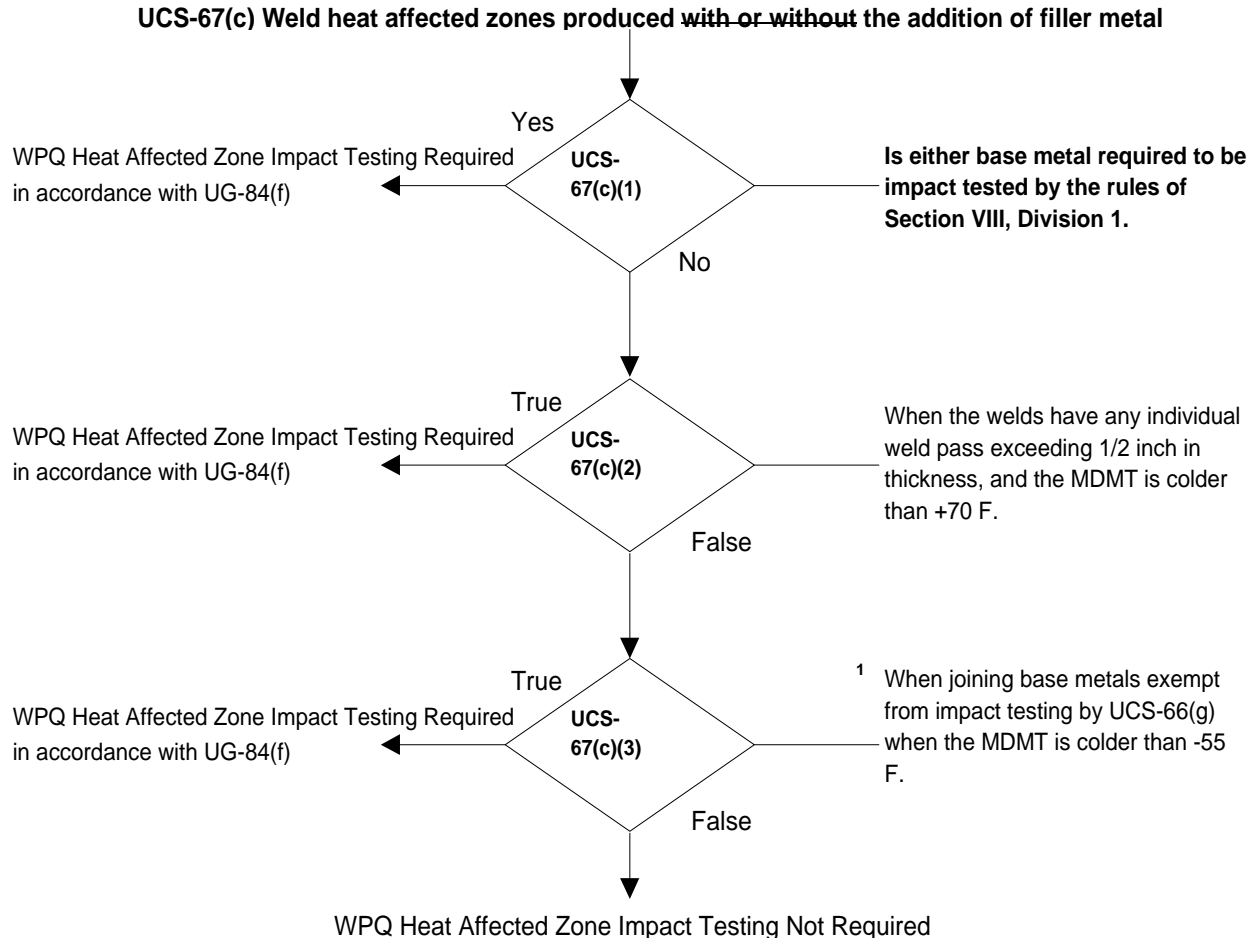 UCS-67(c) Weld heat affected zones produced with or without the addition of filler metal
Yes
WPQ Heat Affected Zone Impact Testing Required
in accordance with UG-84(f)
UCS-
67(c)(1)
Is either base metal required to be
impact tested by the rules of
Section VIII, Division 1.
No
True
WPQ Heat Affected Zone Impact Testing Required
in accordance with UG-84(f)
UCS-
67(c)(2)
When the welds have any individual
weld pass exceeding 1/2 inch in
thickness, and the MDMT is colder
than +70 F.
False
True
WPQ Heat Affected Zone Impact Testing Required
in accordance with UG-84(f)
UCS-
67(c)(3)
1 When joining base metals exempt
from impact testing by UCS-66(g)
when the MDMT is colder than -55
F.
False
WPQ Heat Affected Zone Impact Testing Not Required